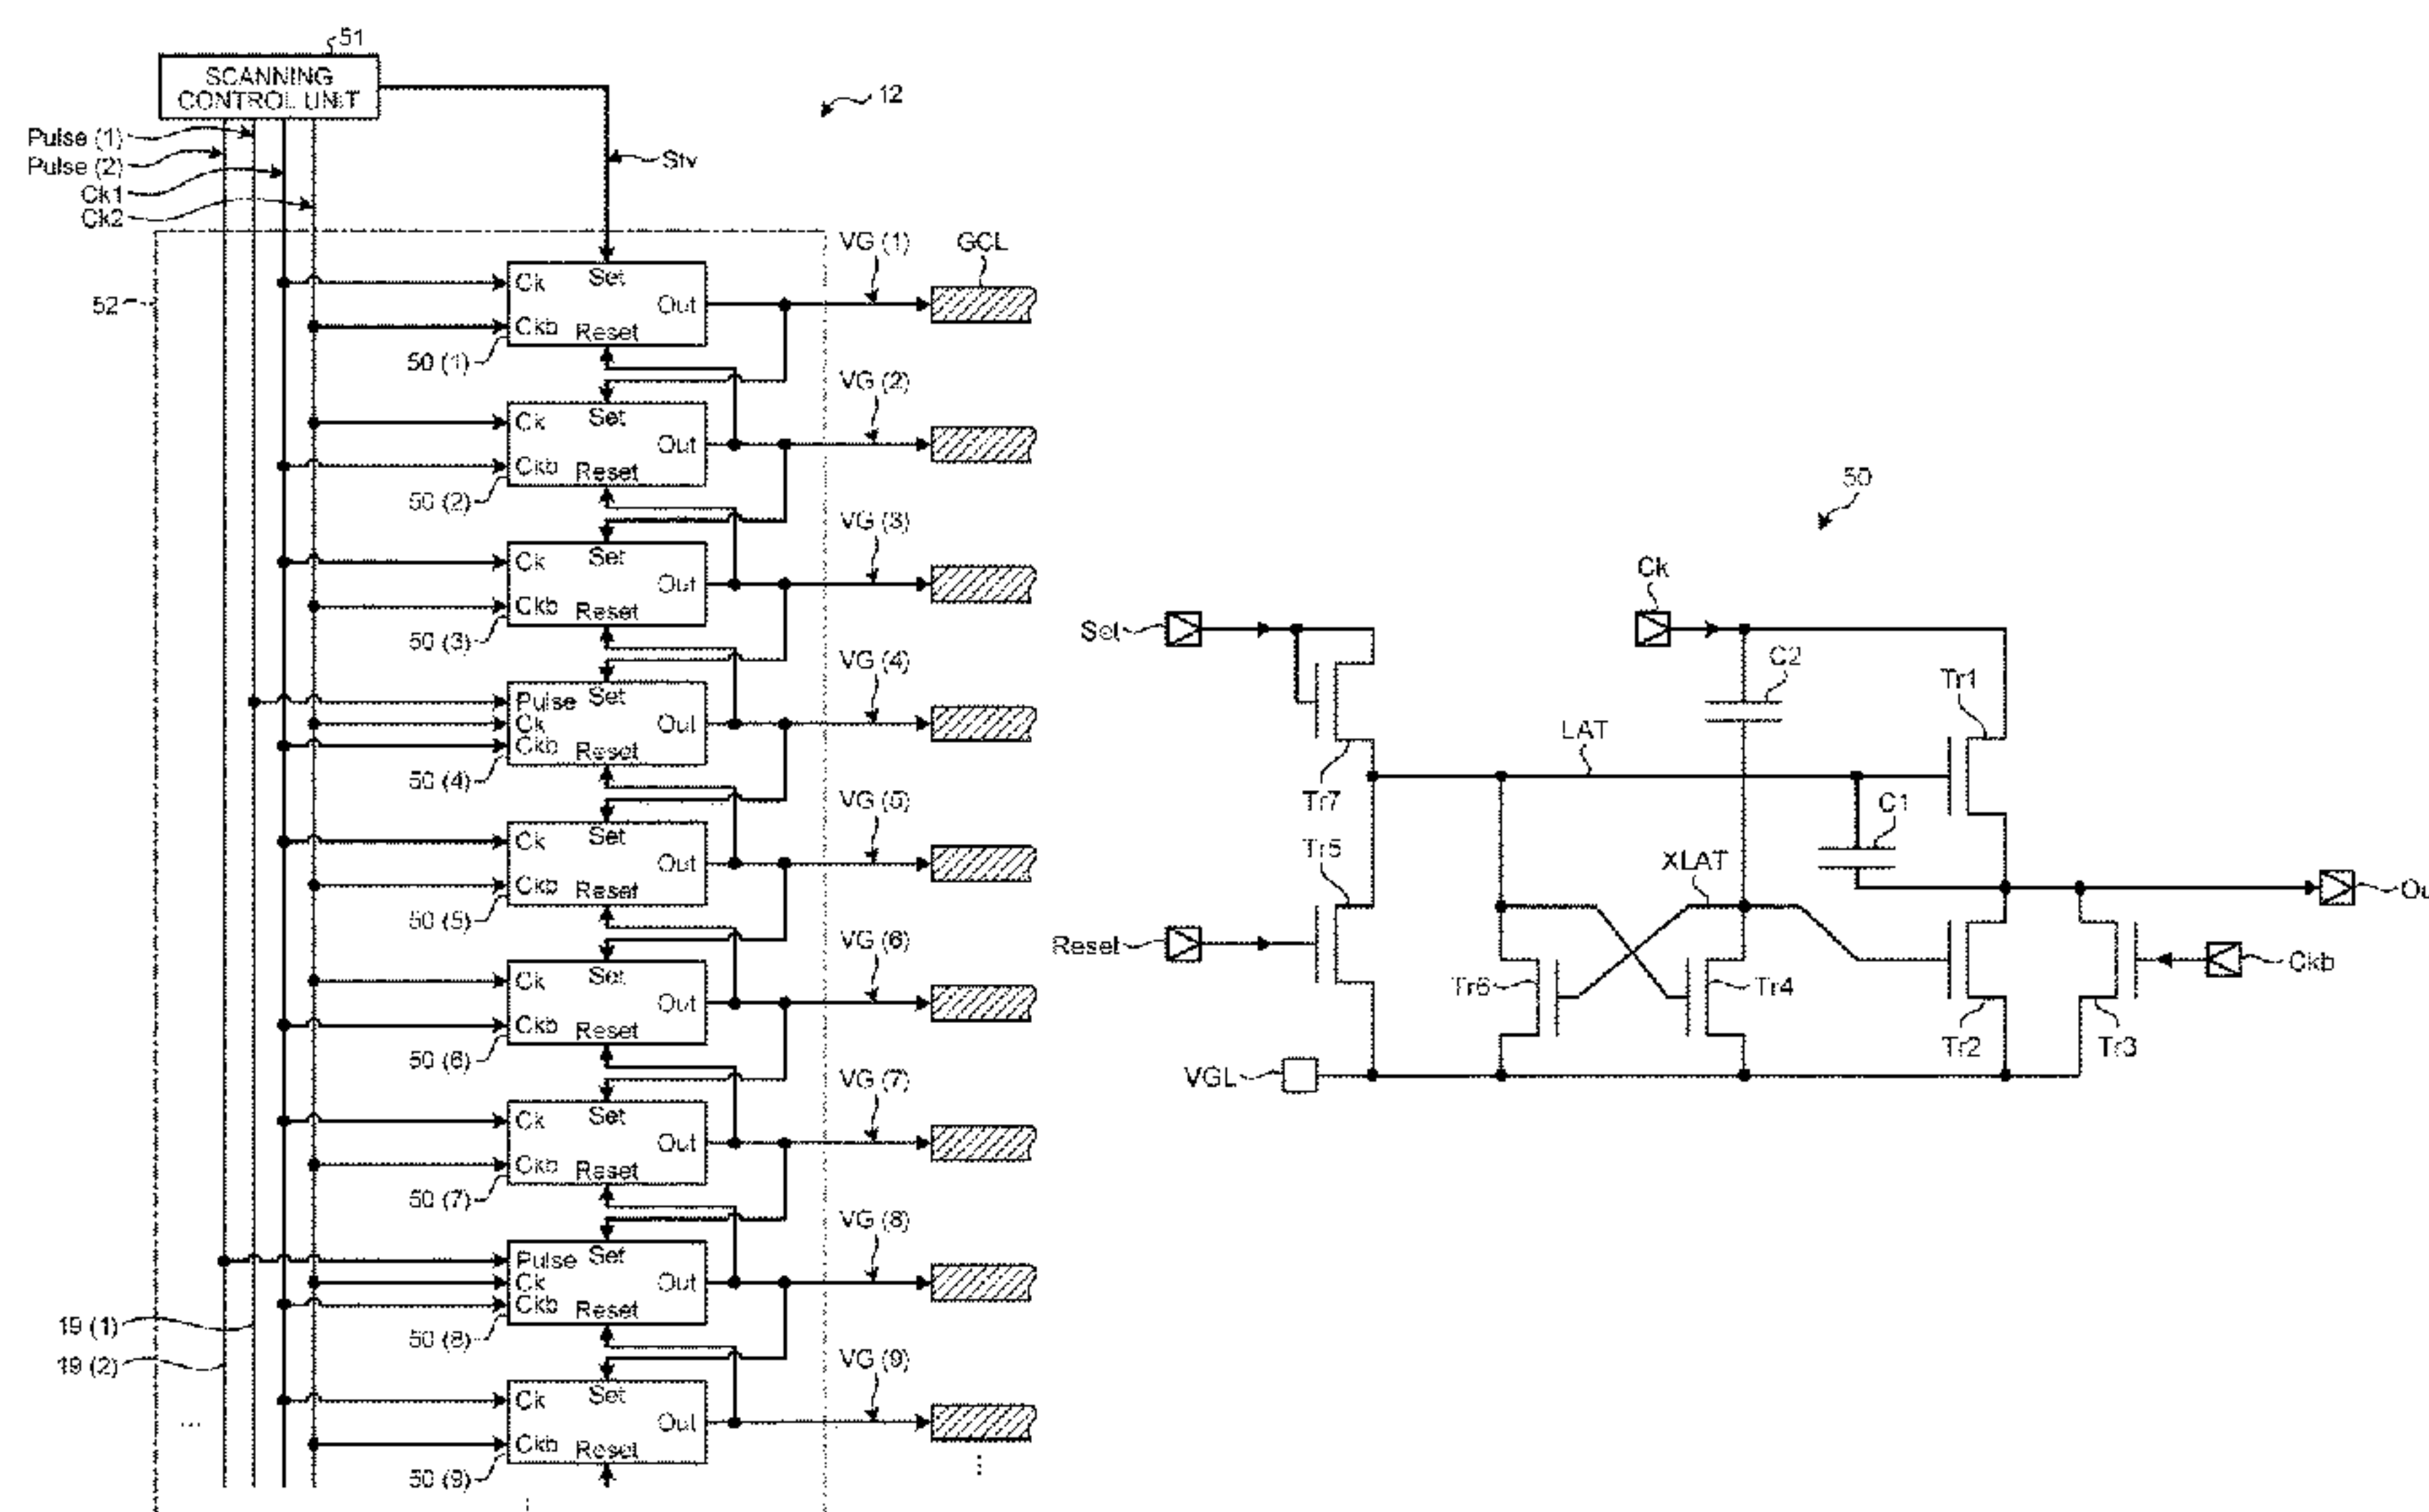 51
SCANNING
CONTROL UNIT
12
Pulse (1)
Pulse (2)
Ck1
Ck2
Stv
52
VG (1)
GCL
Ck
Set
Out
Ckb
Reset
50 (1)
VG (2)
Ck
Set
Out
Ckb
Reset
50 (2)
VG (3)
Ck
Set
Out
Ckb
Reset
50 (3)
VG (4)
Pulse
Set
Ck
Out
Ckb
Reset
50 (4)
VG (5)
Ck
Set
Out
Ckb
Reset
50 (5)
VG (6)
Ck
Set
Out
Ckb
Reset
50 (6)
VG (7)
Ck
Set
Out
Ckb
Reset
50 (7)
VG (8)
Pulse
Set
Ck
Out
Ckb
Reset
50 (8)
19 (1)
19 (2)
VG (9)
Ck
Set
Out
Ckb
Reset
50 (9)
...
50
Ck
Set
C2
Tr1
LAT
Tr7
C1
Tr5
XLAT
Ou
Reset
Tr6
Tr4
Ckb
Tr2
Tr3
VGL